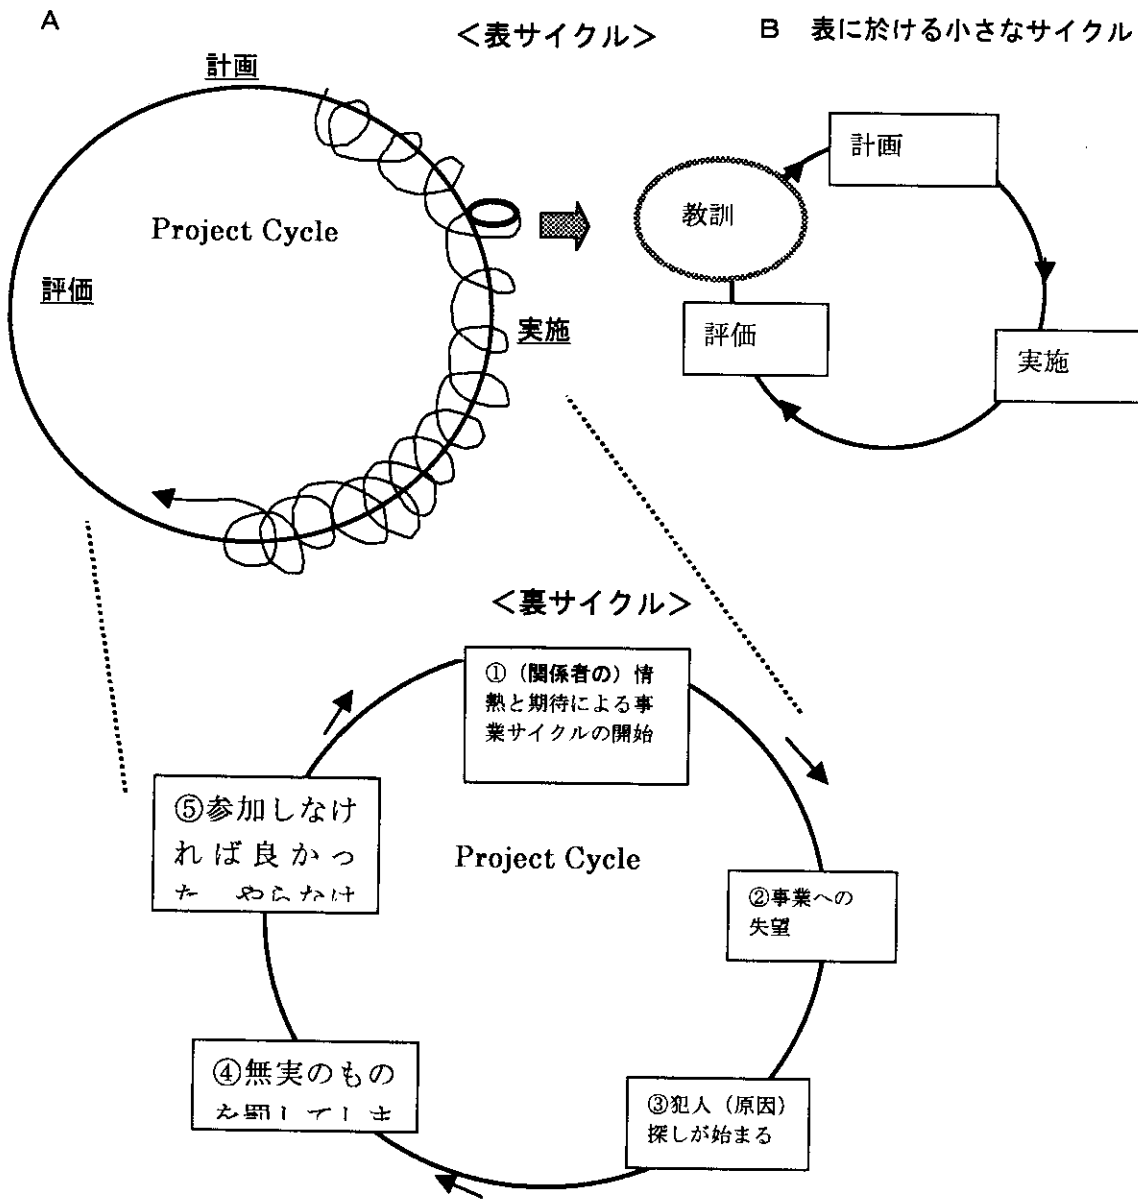 A
<表サイクル>
B 表に於ける小さなサイクル
計画
Project Cycle
評価
実施
計画
教訓
評価
実施
<裏サイクル>
①（関係者の）情
熱と期待による事
業サイクルの開始
Project Cycle
②事業への
失望
③犯人（原因）
探しが始まる
④無実のもの
⑤参加しなけ
れば良かっ